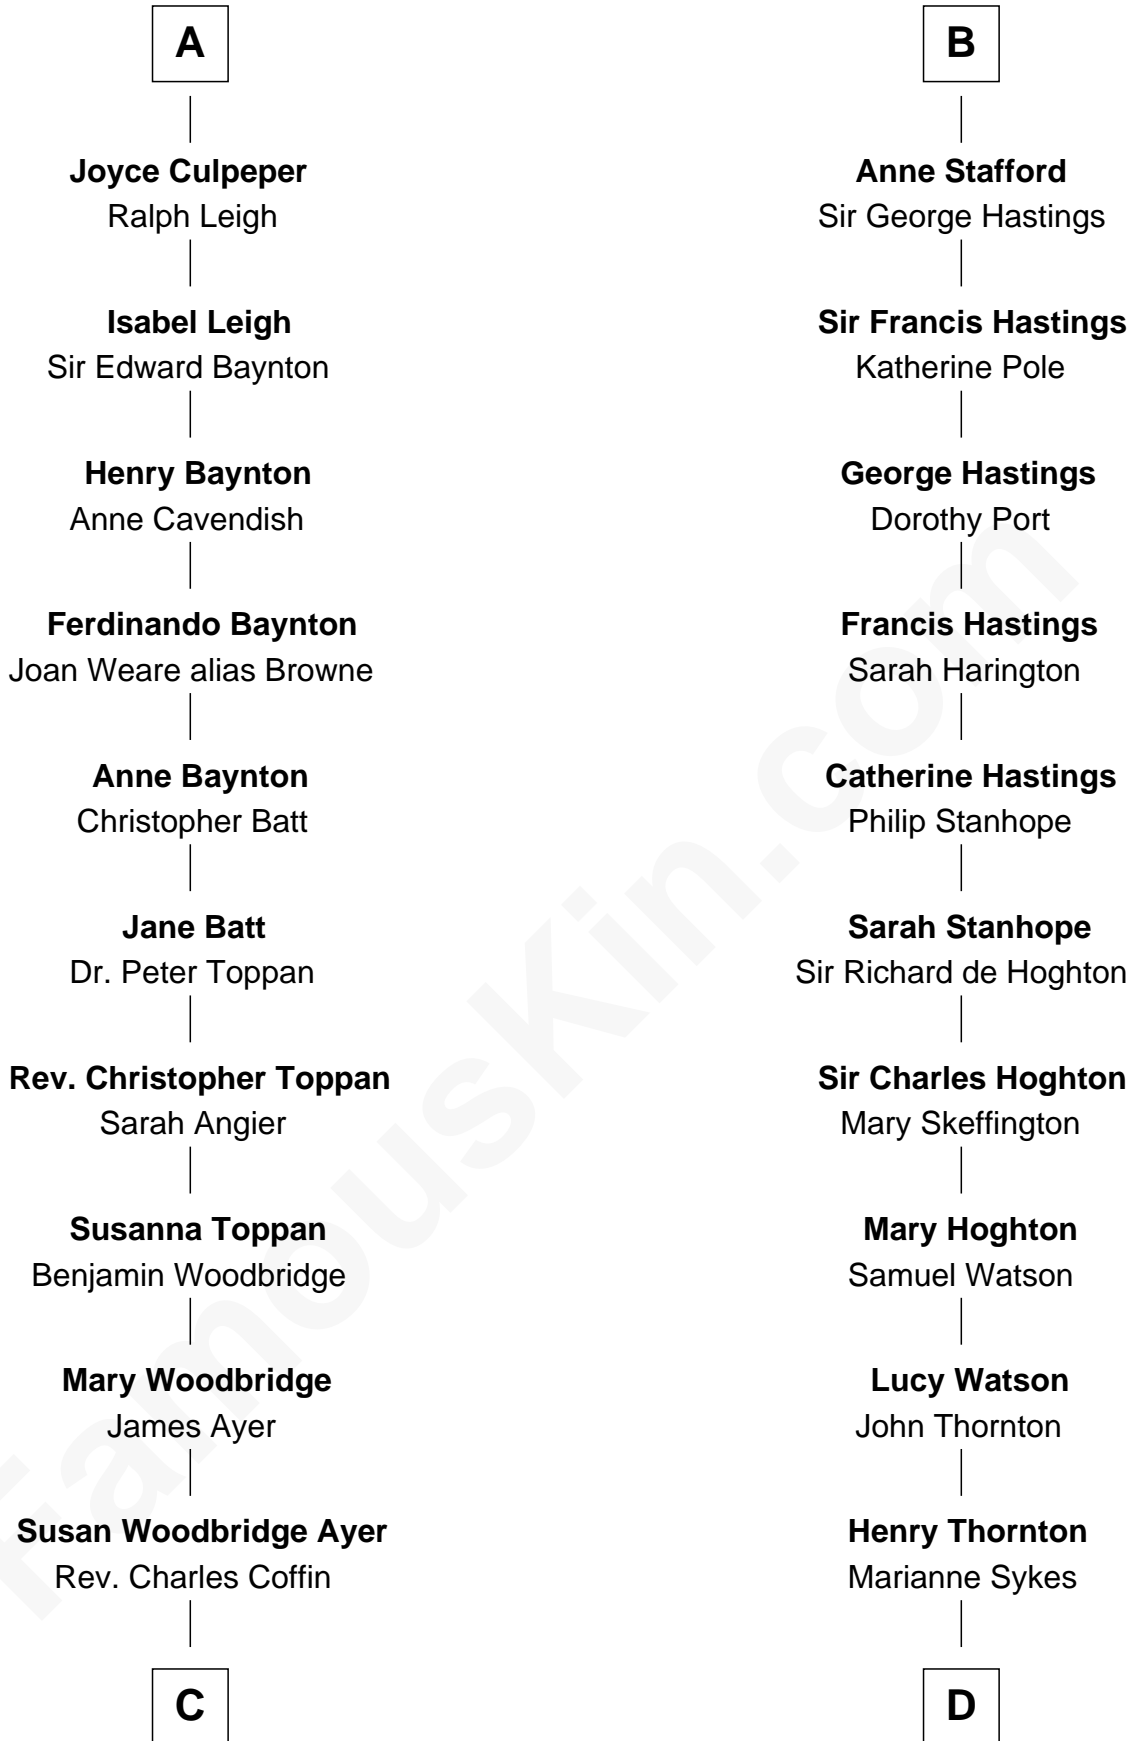 A
Joyce Culpeper
Ralph Leigh
Isabel Leigh
Sir Edward Baynton
Henry Baynton
Anne Cavendish
Ferdinando Baynton
Joan Weare alias Browne
Anne Baynton
Christopher Batt
Jane Batt
Dr. Peter Toppan
Rev. Christopher Toppan
Sarah Angier
Susanna Toppan
Benjamin Woodbridge
Mary Woodbridge
James Ayer
Susan Woodbridge Ayer
Rev. Charles Coffin
C
B
Anne Stafford
Sir George Hastings
Sir Francis Hastings
Katherine Pole
George Hastings
Dorothy Port
Francis Hastings
Sarah Harington
Catherine Hastings
Philip Stanhope
Sarah Stanhope
Sir Richard de Hoghton
Sir Charles Hoghton
Mary Skeffington
Mary Hoghton
Samuel Watson
Lucy Watson
John Thornton
Henry Thornton
Marianne Sykes
D
FamousKin.com